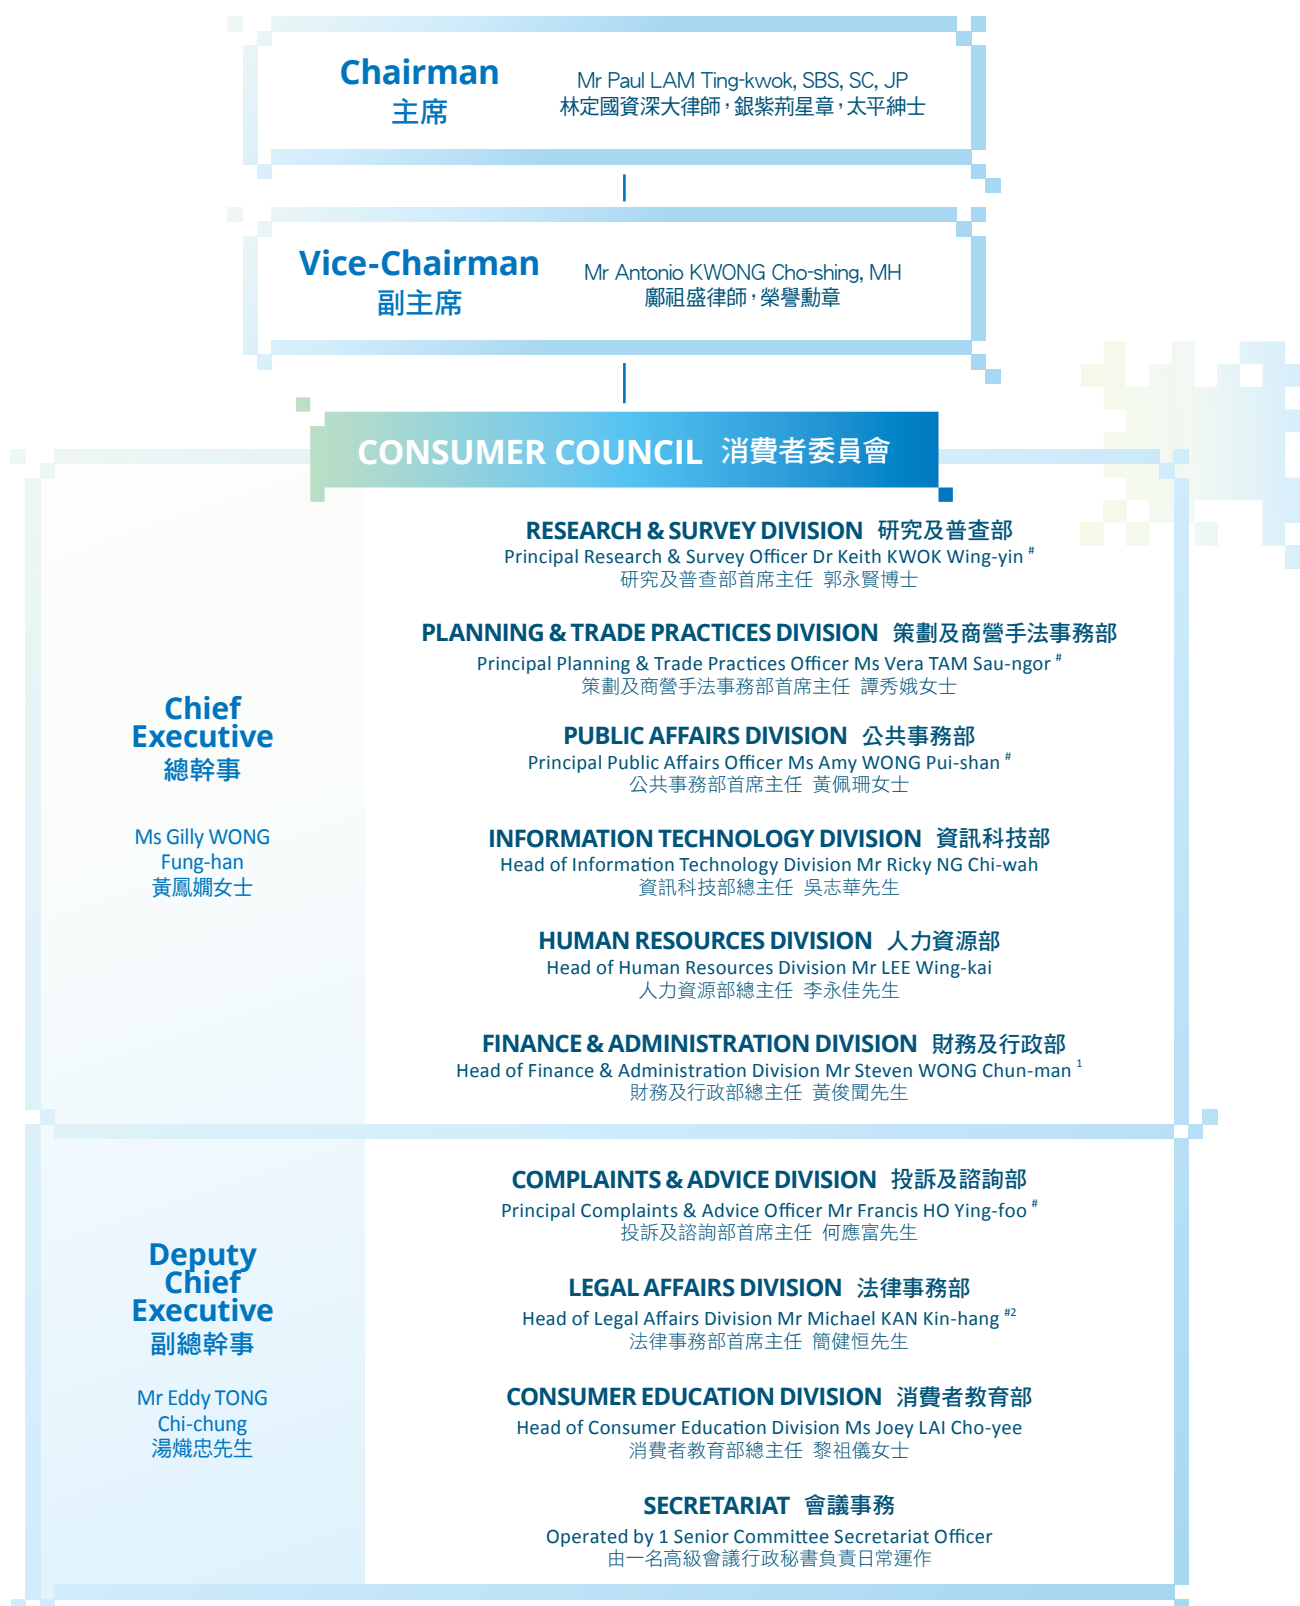 Chairman
主席
Mr Paul LAM Ting-kwok, SBS, SC, JP
林定國資深大律師，銀紫荊星章，太平紳士
Vice-Chairman
副主席
Mr Antonio KWONG Cho-shing, MH
鄺祖盛律師，榮譽勳章
CONSUMER COUNCIL 消費者委員會
Chief
Executive
總幹事
Ms Gilly WONG
Fung-han
黃鳳嫺女士
RESEARCH & SURVEY DIVISION 研究及普查部
Principal Research & Survey Officer Dr Keith KWOK Wing-yin #
研究及普查部首席主任 郭永賢博士
PLANNING & TRADE PRACTICES DIVISION 策劃及商營手法事務部
Principal Planning & Trade Practices Officer Ms Vera TAM Sau-ngor #
策劃及商營手法事務部首席主任 譚秀娥女士
PUBLIC AFFAIRS DIVISION 公共事務部
Principal Public Affairs Officer Ms Amy WONG Pui-shan #
公共事務部首席主任 黃佩珊女士
INFORMATION TECHNOLOGY DIVISION 資訊科技部
Head of Information Technology Division Mr Ricky NG Chi-wah
資訊科技部總主任 吳志華先生
HUMAN RESOURCES DIVISION 人力資源部
Head of Human Resources Division Mr LEE Wing-kai
人力資源部總主任 李永佳先生
FINANCE & ADMINISTRATION DIVISION 財務及行政部
Head of Finance & Administration Division Mr Steven WONG Chun-man 1
財務及行政部總主任 黃俊聞先生
Deputy
Chief
Executive
副總幹事
Mr Eddy TONG
Chi-chung
湯熾忠先生
COMPLAINTS & ADVICE DIVISION 投訴及諮詢部
Principal Complaints & Advice Officer Mr Francis HO Ying-foo #
投訴及諮詢部首席主任 何應富先生
LEGAL AFFAIRS DIVISION 法律事務部
Head of Legal Affairs Division Mr Michael KAN Kin-hang #2
法律事務部首席主任 簡健恒先生
CONSUMER EDUCATION DIVISION 消費者教育部
Head of Consumer Education Division Ms Joey LAI Cho-yee
消費者教育部總主任 黎祖儀女士
SECRETARIAT 會議事務
Operated by 1 Senior Committee Secretariat Officer
由一名高級會議行政秘書負責日常運作